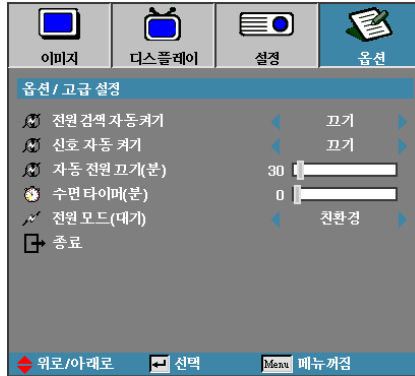 이미지 디스플레이 설정 옵션
옵션 / 고급 설정
전원 검색 자동켜기 끄기
신호 자동 켜기 끄기
자동 전원 끄기(분) 30
수면 타이머(분) 0
전원 모드(대기) 친환경
종료
위로/아래로 선택 Menu 메뉴꺼짐